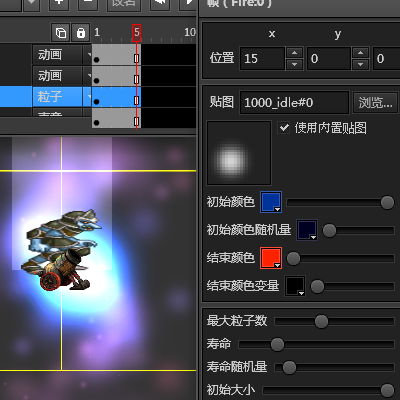 改名
帧 ( Fire:0 )
1 5 10
动画
动画
粒子
声音
x y
位置 15 0 0
贴图 1000_idle#0 浏览...
使用内置贴图
初始颜色
初始颜色随机量
结束颜色
结束颜色变量
最大粒子数
寿命
寿命随机量
初始大小